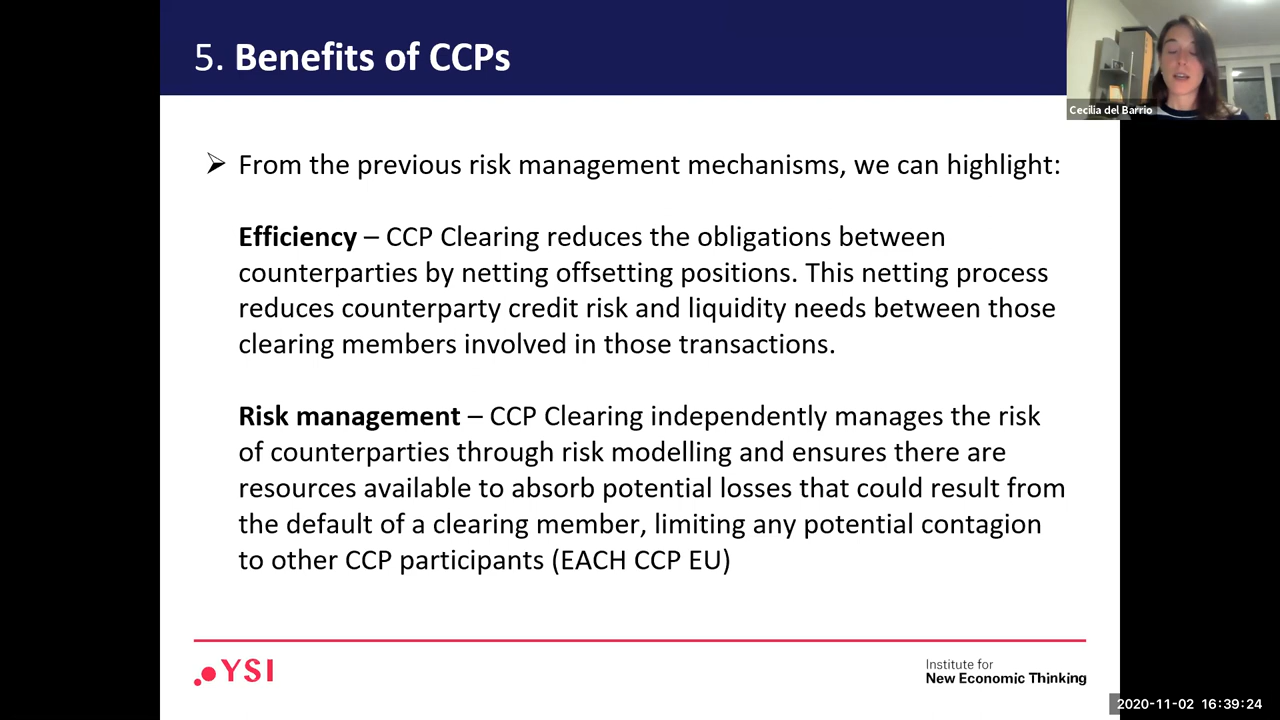 5. Benefits of CCPs
Cecilia del Barrio
➢ From the previous risk management mechanisms, we can highlight:
Efficiency – CCP Clearing reduces the obligations between
counterparties by netting offsetting positions. This netting process
reduces counterparty credit risk and liquidity needs between those
clearing members involved in those transactions.
Risk management – CCP Clearing independently manages the risk
of counterparties through risk modelling and ensures there are
resources available to absorb potential losses that could result from
the default of a clearing member, limiting any potential contagion
to other CCP participants (EACH CCP EU)
YSI
Institute for
New Economic Thinking
2020-11-02 16:39:24